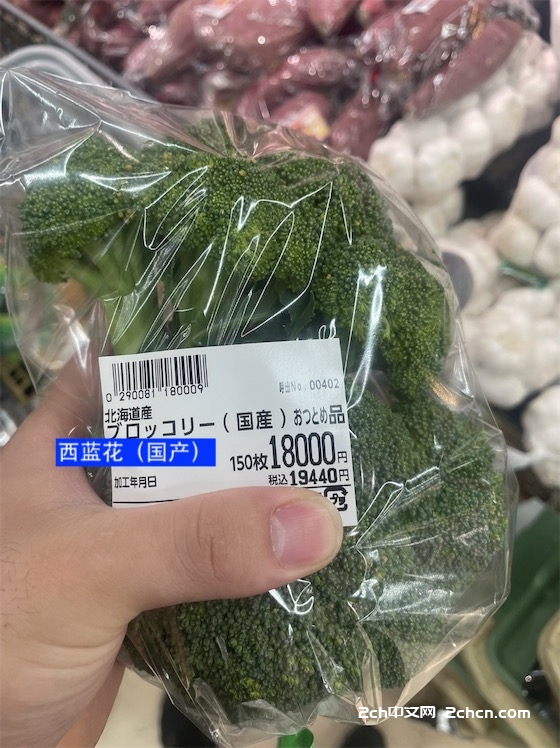 0 290081 180009
呼出No. 00402
北海道産
ブロッコリー(国産)おつとめ品
西蓝花（国产）
150枚 18000円
税込19440円
加工年月日
2ch中文网 2chcn.com